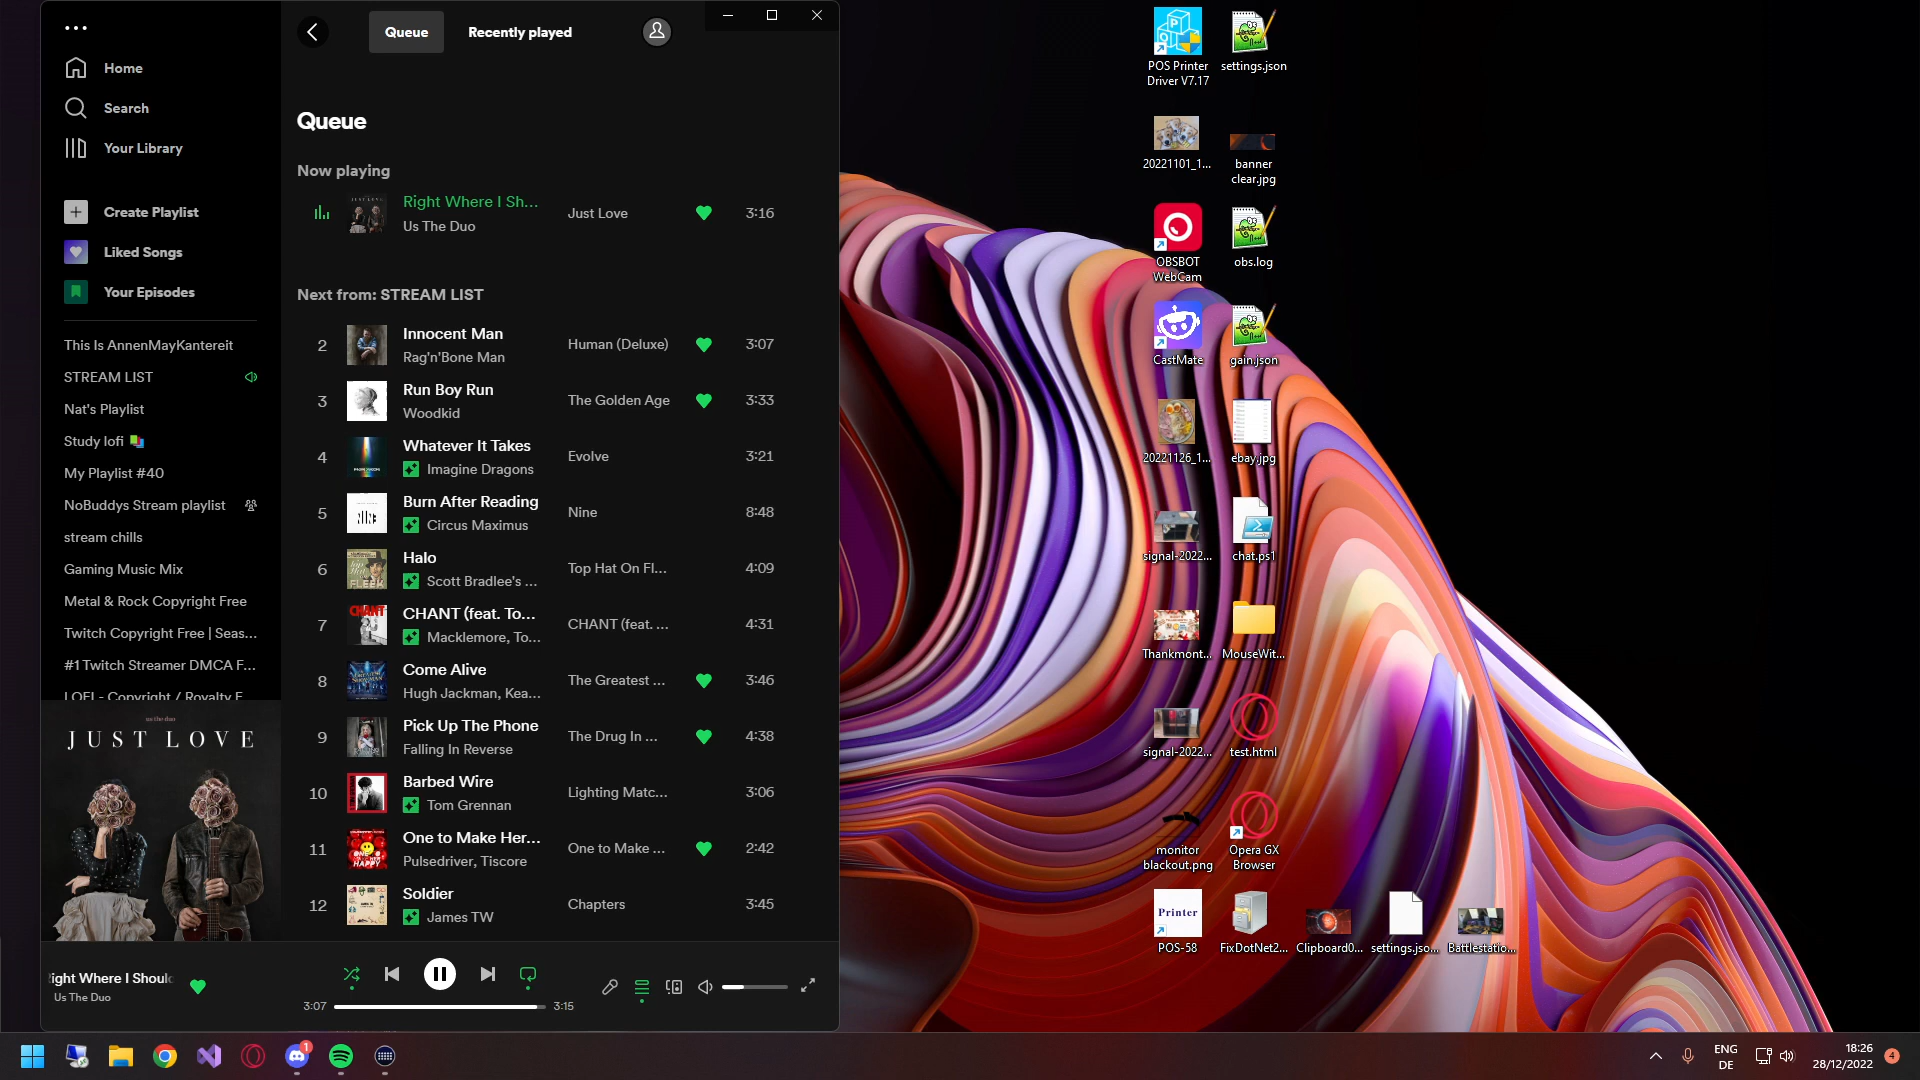 Home
Search
Your Library
Create Playlist
Liked Songs
Your Episodes
This Is AnnenMayKantereit
STREAM LIST
Nat's Playlist
Study lofi
My Playlist #40
NoBuddys Stream playlist
stream chills
Gaming Music Mix
Metal & Rock Copyright Free
Twitch Copyright Free | Seas...
#1 Twitch Streamer DMCA F...
LOFI - Copyright / Royalty F
us the duo
JUST LOVE
Queue
Recently played
Queue
Now playing
Right Where I Sh...
Us The Duo
Just Love
3:16
Next from: STREAM LIST
2 Innocent Man Human (Deluxe) 3:07
Rag'n'Bone Man
3 Run Boy Run The Golden Age 3:33
Woodkid
4 Whatever It Takes Evolve 3:21
Imagine Dragons
5 Burn After Reading Nine 8:48
Circus Maximus
6 Halo Top Hat On Fl... 4:09
Scott Bradlee's ...
7 CHANT (feat. To... CHANT (feat. ... 4:31
Macklemore, To...
8 Come Alive The Greatest ... 3:46
Hugh Jackman, Kea...
9 Pick Up The Phone The Drug In ... 4:38
Falling In Reverse
10 Barbed Wire Lighting Matc... 3:06
Tom Grennan
11 One to Make Her... One to Make ... 2:42
Pulsedriver, Tiscore
12 Soldier Chapters 3:45
James TW
ight Where I Should
Us The Duo
3:07
3:15
POS Printer
Driver V7.17
settings.json
20221101_1...
banner
clear.jpg
OBSBOT
WebCam
obs.log
CastMate
gain.json
20221126_1...
ebay.jpg
signal-2022...
chat.ps1
Thankmont...
MouseWit...
signal-2022...
test.html
monitor
blackout.png
Opera GX
Browser
Printer
POS-58
FixDotNet2...
Clipboard0...
settings.jso...
Battlestatio...
1
ENG
DE
18:26
28/12/2022
4